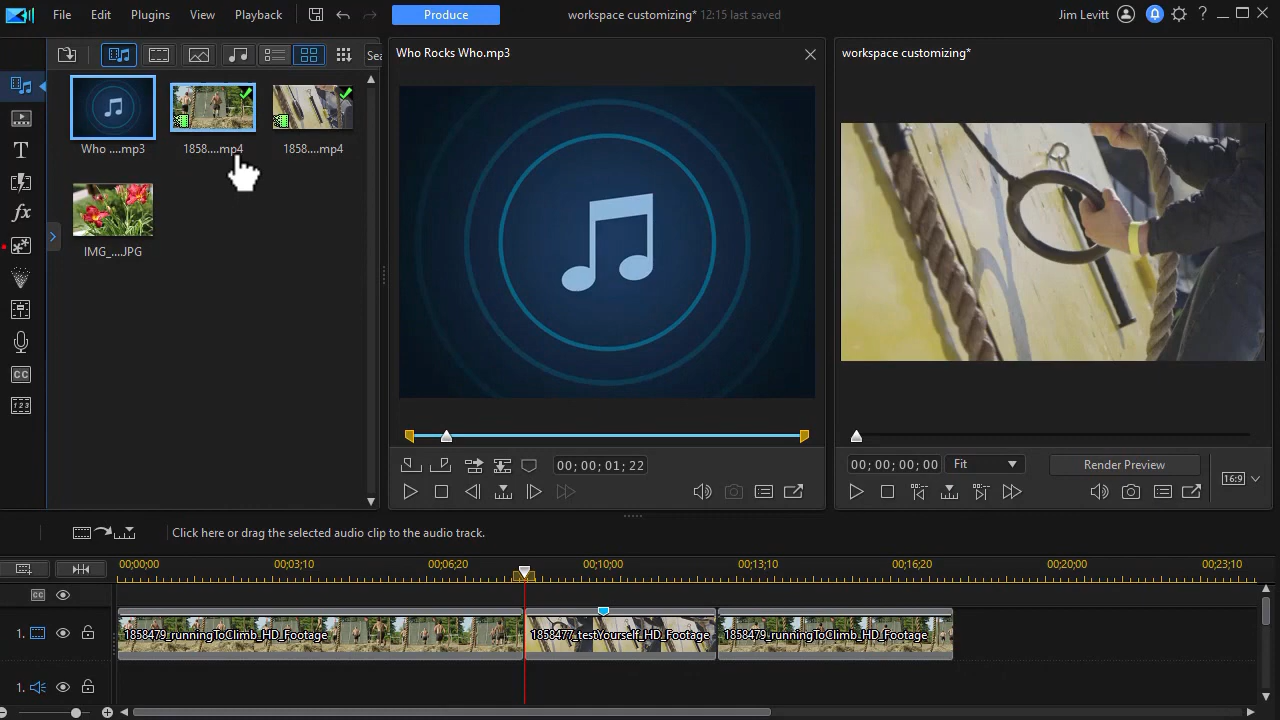 File Edit Plugins View Playback
Produce
workspace customizing* 12:15 last saved
Jim Levitt
?
Sea
Who Rocks Who.mp3
workspace customizing*
T
fx
CC
123
Who ....mp3
1858....mp4
1858....mp4
IMG_....JPG
00; 00; 01; 22
00; 00; 00; 00
Fit
Render Preview
16:9
Click here or drag the selected audio clip to the audio track.
00;00;00 00;03;10 00;06;20 00;10;00 00;13;10 00;16;20 00;20;00 00;23;10
CC
1.
1858479_runningToClimb_HD_Footage
1858477_testYourself_HD_Footage
1858479_runningToClimb_HD_Footage
1.